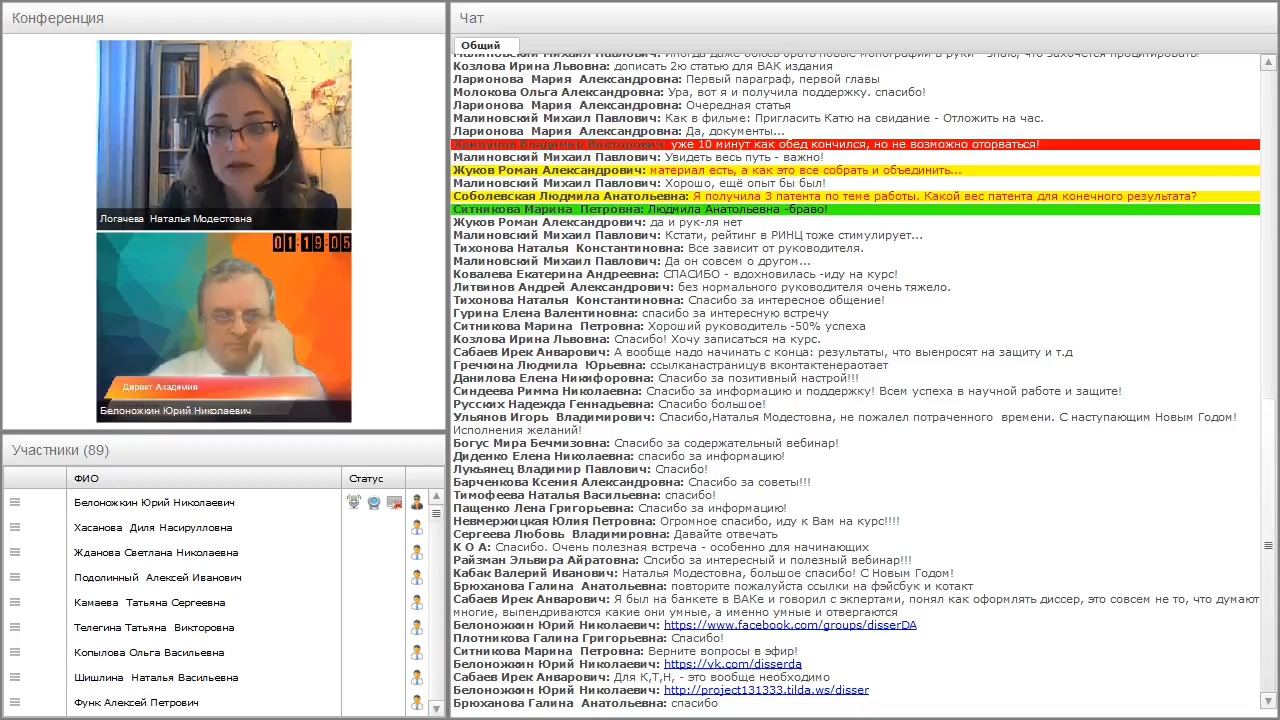 Конференция
Логачева  Наталья Модестовна
01:19:05
Директ-Академия
Белоножкин Юрий Николаевич
Участники (89)
ФИО
Статус
Белоножкин Юрий Николаевич
Хасанова  Диля Насирулловна
Жданова Светлана Николаевна
Подолинный  Алексей Иванович
Камаева  Татьяна Сергеевна
Телегина Татьяна  Викторовна
Копылова Ольга Васильевна
Шишлина  Наталья Васильевна
Функ Алексей Петрович
Чат
Общий
Малиновский Михаил Павлович: иногда даже боюсь брать новые монографии в руки - знаю, что захочется процитировать!
Козлова Ирина Львовна: дописать 2ю статью для ВАК издания
Ларионова  Мария  Александровна: Первый параграф, первой главы
Молокова Ольга Александровна: Ура, вот я и получила поддержку. спасибо!
Ларионова  Мария  Александровна: Очередная статья
Малиновский Михаил Павлович: Как в фильме: Пригласить Катю на свидание - Отложить на час.
Ларионова  Мария  Александровна: Да, документы...
Хрипунов Владимир Викторович: уже 10 минут как обед кончился, но не возможно оторваться!
Малиновский Михаил Павлович: Увидеть весь путь - важно!
Жуков Роман Александрович: материал есть, а как это все собрать и объединить...
Малиновский Михаил Павлович: Хорошо, ещё опыт бы был!
Соболевская Людмила Анатольевна: Я получила 3 патента по теме работы. Какой вес патента для конечного результата?
Ситникова Марина  Петровна: Людмила Анатольевна -браво!
Жуков Роман Александрович: да и рук-ля нет
Малиновский Михаил Павлович: Кстати, рейтинг в РИНЦ тоже стимулирует...
Тихонова Наталья  Константиновна: Все зависит от руководителя.
Малиновский Михаил Павлович: Да он совсем о другом...
Ковалева Екатерина Андреевна: СПАСИБО - вдохновилась -иду на курс!
Литвинов Андрей Александрович: без нормального руководителя очень тяжело.
Тихонова Наталья  Константиновна: Спасибо за интересное общение!
Гурина Елена Валентиновна: спасибо за интересную встречу
Ситникова Марина  Петровна: Хороший руководитель -50% успеха
Козлова Ирина Львовна: Спасибо! Хочу записаться на курс.
Сабаев Ирек Анварович: А вообще надо начинать с конца: результаты, что выенросят на защиту и т.д
Гречкина Людмила  Юрьевна: ссылканастраницув вконтактенераотает
Данилова Елена Никифоровна: Спасибо за позитивный настрой!!!
Синдеева Римма Николаевна: Спасибо за информацию и поддержку! Всем успеха в научной работе и защите!
Русских Надежда Геннадьевна: Спасибо большое!
Ульянов Игорь  Владимирович: Спасибо,Наталья Модестовна, не пожалел потраченного  времени. С наступающим Новым Годом!
Исполнения желаний!
Богус Мира Бечмизовна: Спасибо за содержательный вебинар!
Диденко Елена Николаевна: спасибо за информацию!
Лукьянец Владимир Павлович: Спасибо!
Барченкова Ксения Александровна: Спасибо за советы!!!
Тимофеева Наталья Васильевна: спасибо!
Пащенко Лена Григорьевна: Спасибо за информацию!
Невмержицкая Юлия Петровна: Огромное спасибо, иду к Вам на курс!!!!
Сергеева Любовь  Владимировна: Давайте отвечать
К О А: Спасибо. Очень полезная встреча - особенно для начинающих
Райзман Эльвира Айратовна: Спсибо за интересный и полезный вебинар!!!
Кабак Валерий Иванович: Наталья Модестовна, большое спасибо! С Новым Годом!
Брюханова Галина  Анатольевна: повторите пожалуйста ссылки на фэйсбук и котакт
Сабаев Ирек Анварович: Я был на банкете в ВАКе и говорил с экпертами, понял как оформлять диссер, это совсем не то, что думают
многие, выпендриваются какие они умные, а именно умные и отвергаются
Белоножкин Юрий Николаевич: https://www.facebook.com/groups/disserDA
Плотникова Галина Григорьевна: Спасибо!
Ситникова Марина  Петровна: Верните вопросы в эфир!
Белоножкин Юрий Николаевич: https://vk.com/disserda
Сабаев Ирек Анварович: Для К,Т,Н, - это вообще необходимо
Белоножкин Юрий Николаевич: http://project131333.tilda.ws/disser
Брюханова Галина  Анатольевна: спасибо